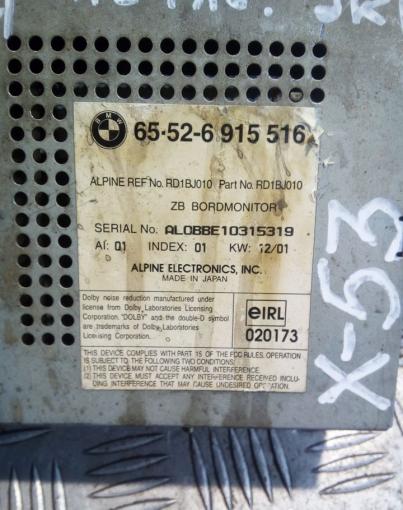 BMW
65·52-6 915 516
ALPINE REF No. RD1BJ010 Part No. RD1BJ010
ZB BORDMONITOR
SERIAL No. AL0BBE10315319
AI: 01 INDEX: 01 KW: 12/01
ALPINE ELECTRONICS, INC.
MADE IN JAPAN
Dolby noise reduction manufactured under
license from Dolby Laboratories Licensing
Corporation. "DOLBY" and the double-D symbol
are trademarks of Dolby Laboratories
Licensing Corporation.
eIRL
020173
THIS DEVICE COMPLIES WITH PART 15 OF THE FCC RULES. OPERATION
IS SUBJECT TO THE FOLLOWING TWO CONDITIONS:
(1) THIS DEVICE MAY NOT CAUSE HARMFUL INTERFERENCE.
(2) THIS DEVICE MUST ACCEPT ANY INTERFERENCE RECEIVED INCLU-
DING INTERFERENCE THAT MAY CAUSE UNDESIRED OPERATION.
X-53